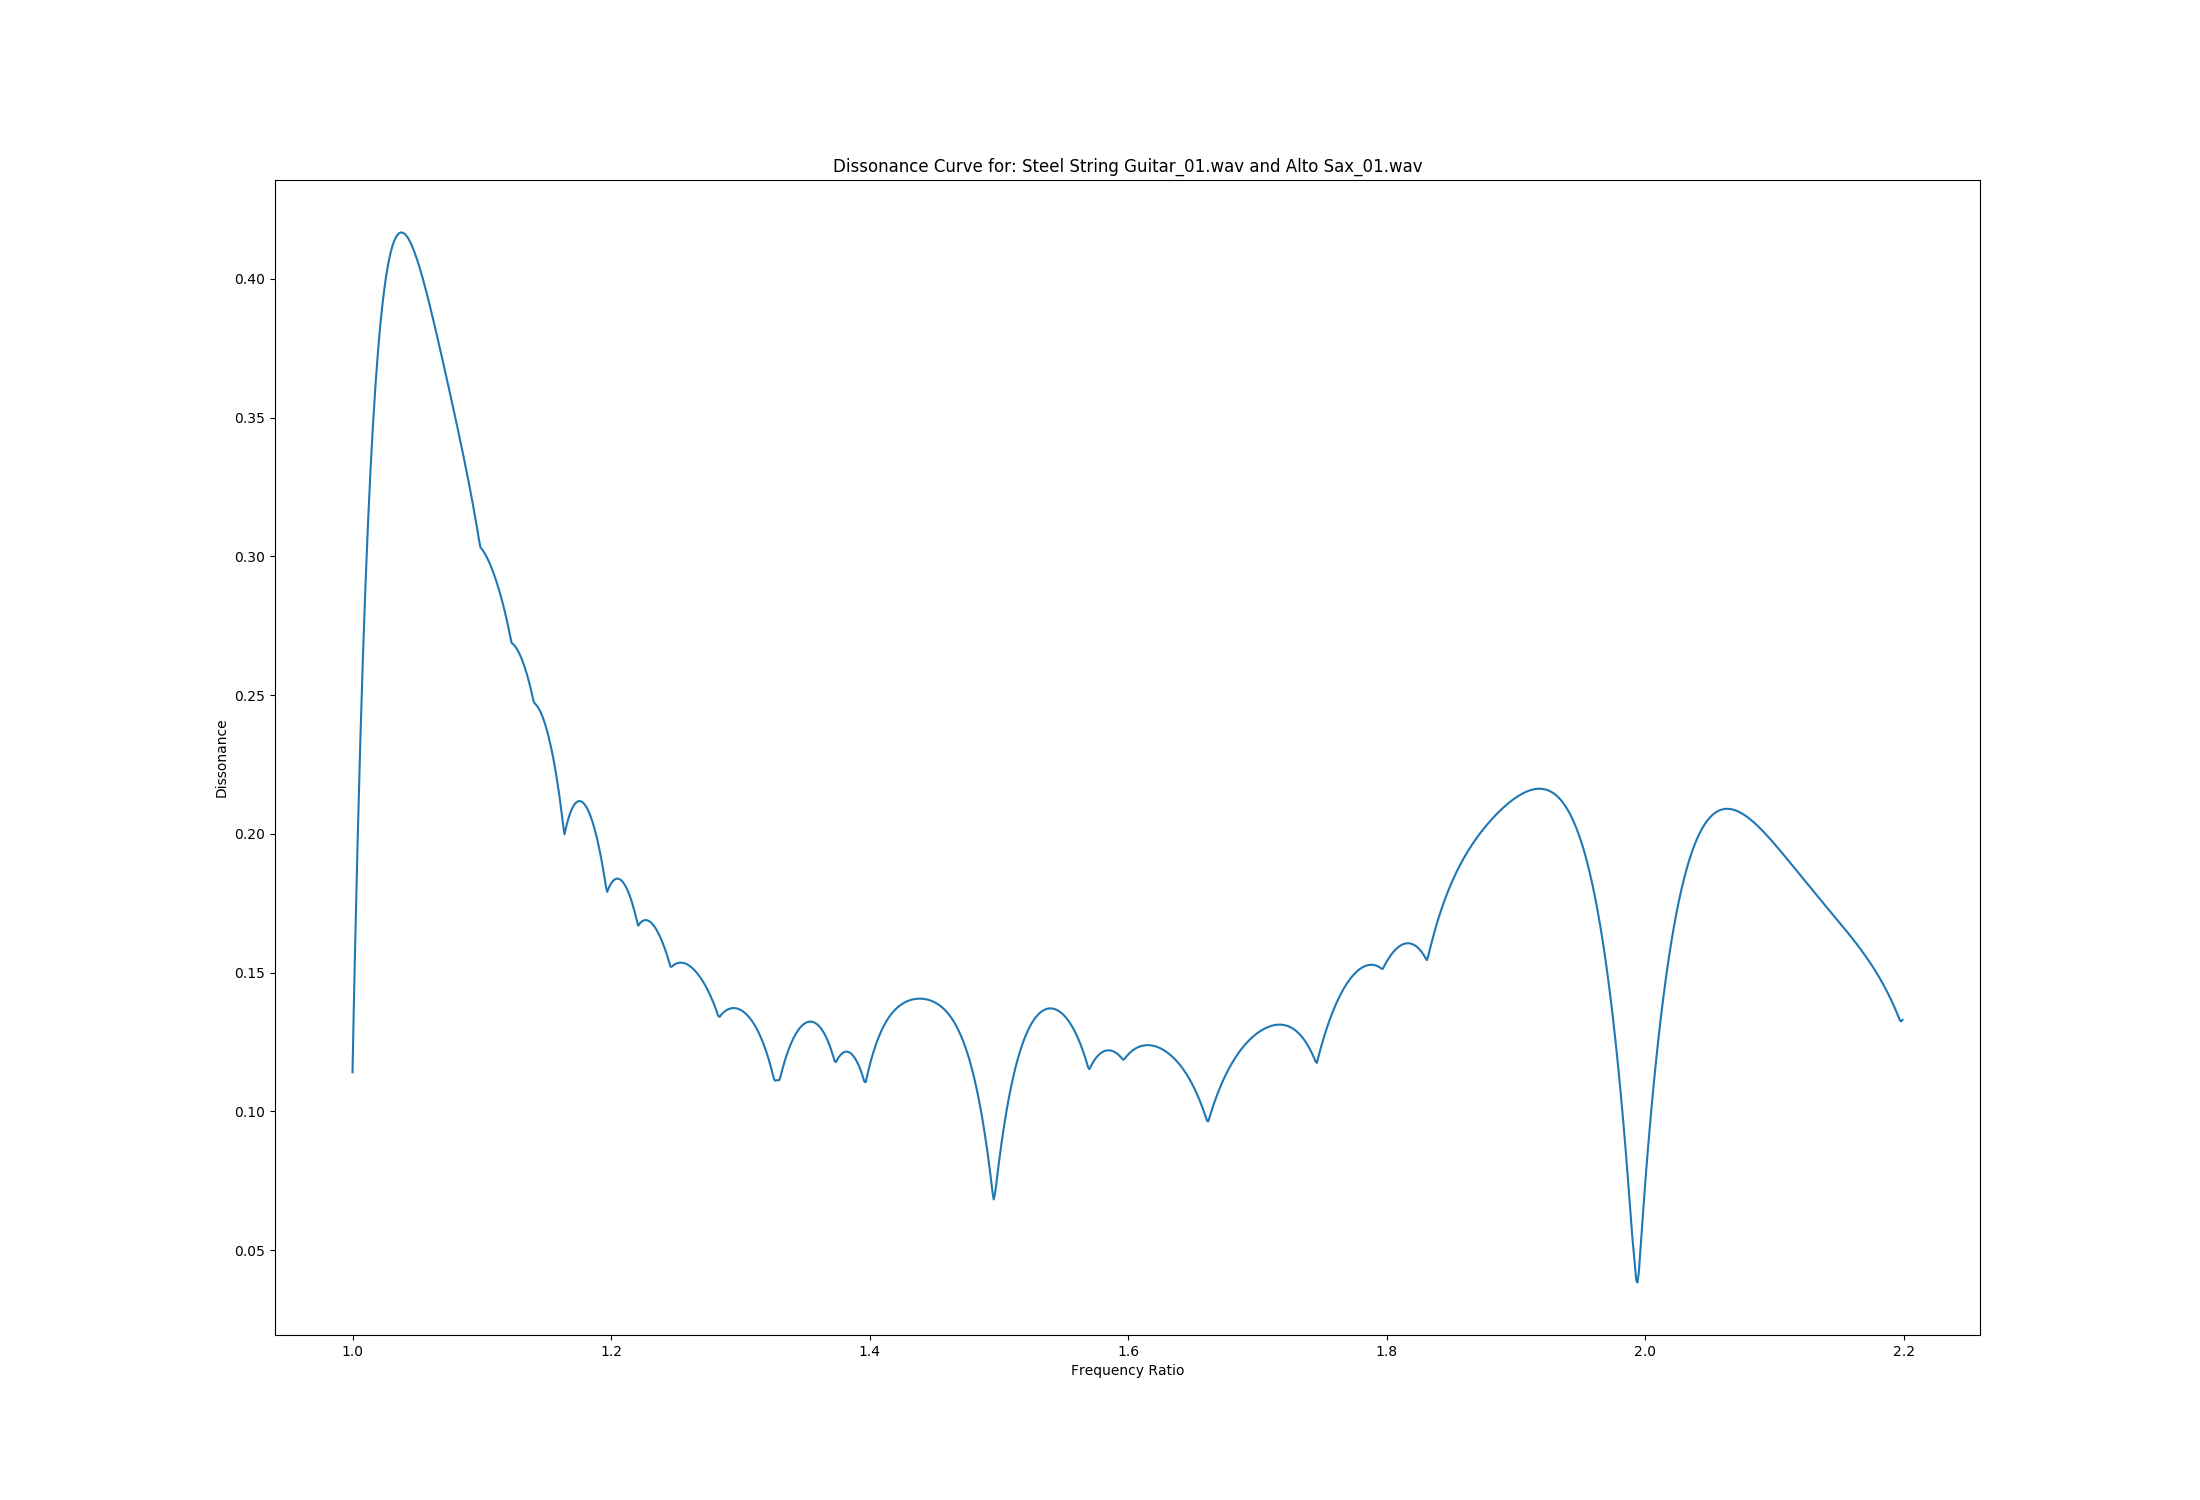 Dissonance Curve for: Steel String Guitar_01.wav and Alto Sax_01.wav
0.40
0.35
0.30
0.25
0.20
0.15
0.10
0.05
Dissonance
1.0 1.2 1.4 1.6 1.8 2.0 2.2
Frequency Ratio